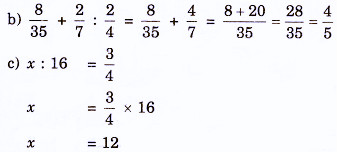 b) 8/35 + 2/7 : 2/4 = 8/35 + 4/7 = (8+20)/35 = 28/35 = 4/5
c) x : 16 = 3/4
x = 3/4 × 16
x = 12